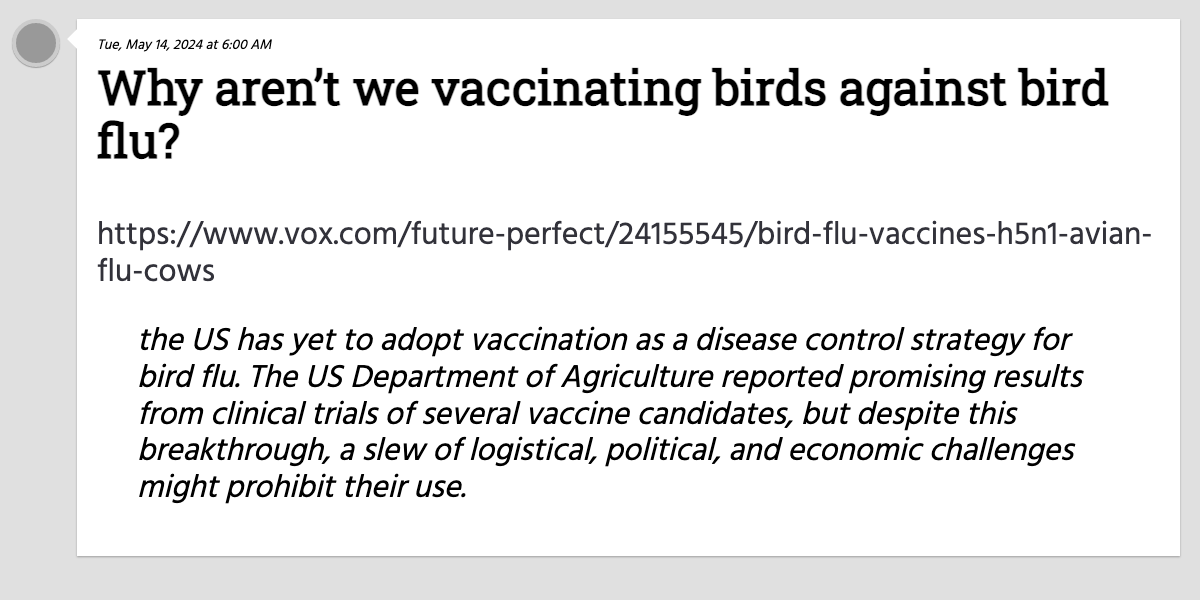 Tue, May 14, 2024 at 6:00 AM
Why aren’t we vaccinating birds against bird
flu?
https://www.vox.com/future-perfect/24155545/bird-flu-vaccines-h5n1-avian-
flu-cows
the US has yet to adopt vaccination as a disease control strategy for
bird flu. The US Department of Agriculture reported promising results
from clinical trials of several vaccine candidates, but despite this
breakthrough, a slew of logistical, political, and economic challenges
might prohibit their use.